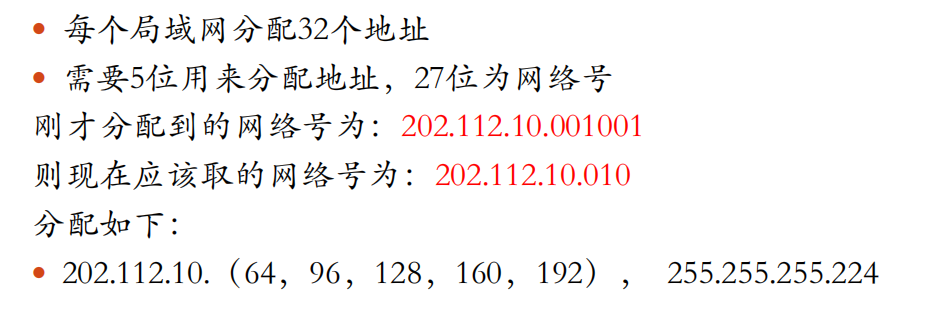 • 每个局域网分配32个地址
• 需要5位用来分配地址，27位为网络号
刚才分配到的网络号为：202.112.10.001001
则现在应该取的网络号为：202.112.10.010
分配如下：
• 202.112.10.（64，96，128，160，192）， 255.255.255.224